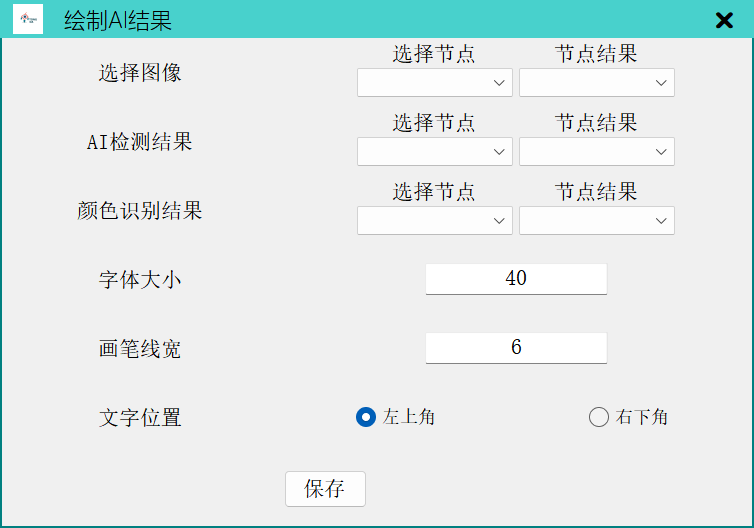 绘制AI结果
选择节点 节点结果
选择图像
选择节点 节点结果
AI检测结果
选择节点 节点结果
颜色识别结果
字体大小 40
画笔线宽 6
文字位置 左上角 右下角
保存